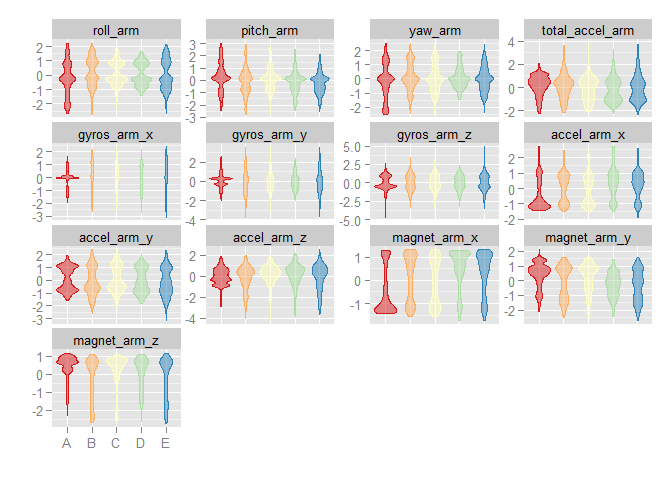 roll_arm pitch_arm yaw_arm total_accel_arm
2 1 0 -1 -2
3 2 1 0 -1 -2 -3
2 1 0 -1 -2
4 2 0 -2
gyros_arm_x gyros_arm_y gyros_arm_z accel_arm_x
2 1 0 -1 -2 -3
2 0 -2 -4
5.0 2.5 0.0 -2.5 -5.0
2 1 0 -1 -2
accel_arm_y accel_arm_z magnet_arm_x magnet_arm_y
2 1 0 -1 -2 -3
2 0 -2 -4
1 0 -1
2 1 0 -1 -2
magnet_arm_z
1 0 -1 -2
A B C D E